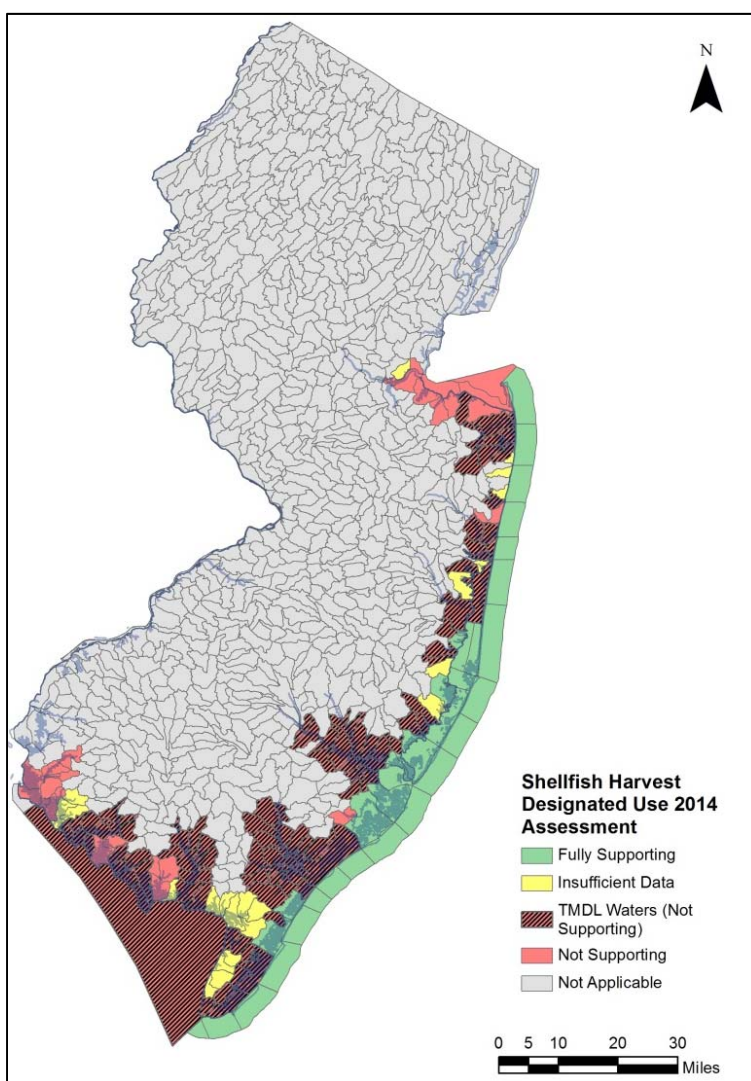 N
Shellfish Harvest
Designated Use 2014
Assessment
Fully Supporting
Insufficient Data
TMDL Waters (Not
Supporting)
Not Supporting
Not Applicable
0 5 10 20 30
Miles